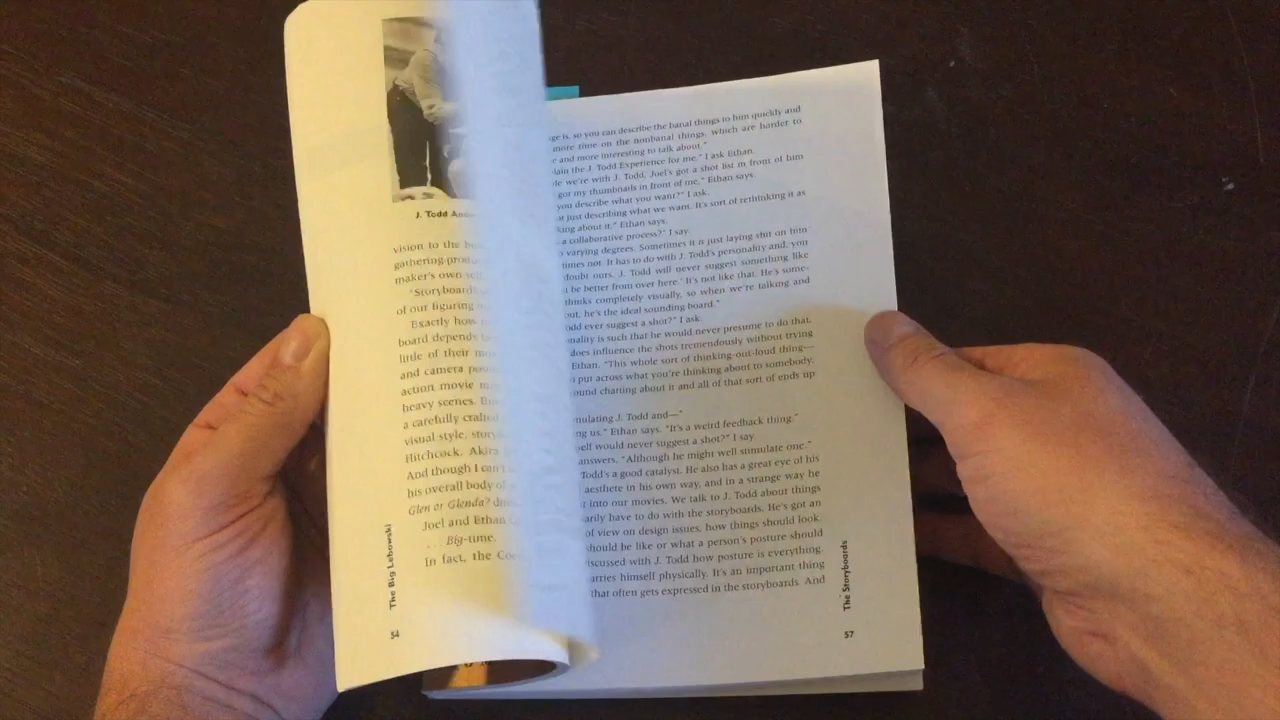 J. Todd
vision to the
gathering
maker's own
"Storyboard
of our figuring
Exactly how
board depends
little of their
and camera
action movie
heavy scenes.
a carefully crafted
visual style,
Hitchcock, Akira
And though I can't
his overall body of
Glen or Glenda?
Joel and Ethan
. . . Big-time.
In fact, the
The Big Lebowski
54
is, so you can describe the banal things to him quickly and
more time on the nonbanal things, which are harder to
and more interesting to talk about."
the J. Todd Experience for me," I ask Ethan.
we're with J. Todd, Joel's got a shot list in front of him
got my thumbnails in front of me," Ethan says.
you describe what you want?" I ask.
just describing what we want. It's sort of rethinking it as
about it," Ethan says.
a collaborative process?" I say.
varying degrees. Sometimes it is just laying shit on him
times not. It has to do with J. Todd's personality and, you
doubt ours. J. Todd will never suggest something like
be better from over here.' It's not like that. He's some-
thinks completely visually, so when we're talking and
out, he's the ideal sounding board."
ever suggest a shot?" I ask.
nality is such that he would never presume to do that,
does influence the shots tremendously without trying
Ethan. "This whole sort of thinking-out-loud thing—
put across what you're thinking about to somebody,
charting about it and all of that sort of ends up
mulating J. Todd and—"
us," Ethan says. "It's a weird feedback thing."
self would never suggest a shot?" I say
answers. "Although he might well stimulate one."
Todd's a good catalyst. He also has a great eye of his
aesthete in his own way, and in a strange way he
into our movies. We talk to J. Todd about things
arily have to do with the storyboards. He's got an
of view on design issues, how things should look,
should be like or what a person's posture should
discussed with J. Todd how posture is everything.
carries himself physically. It's an important thing
that often gets expressed in the storyboards. And
The Storyboards
57